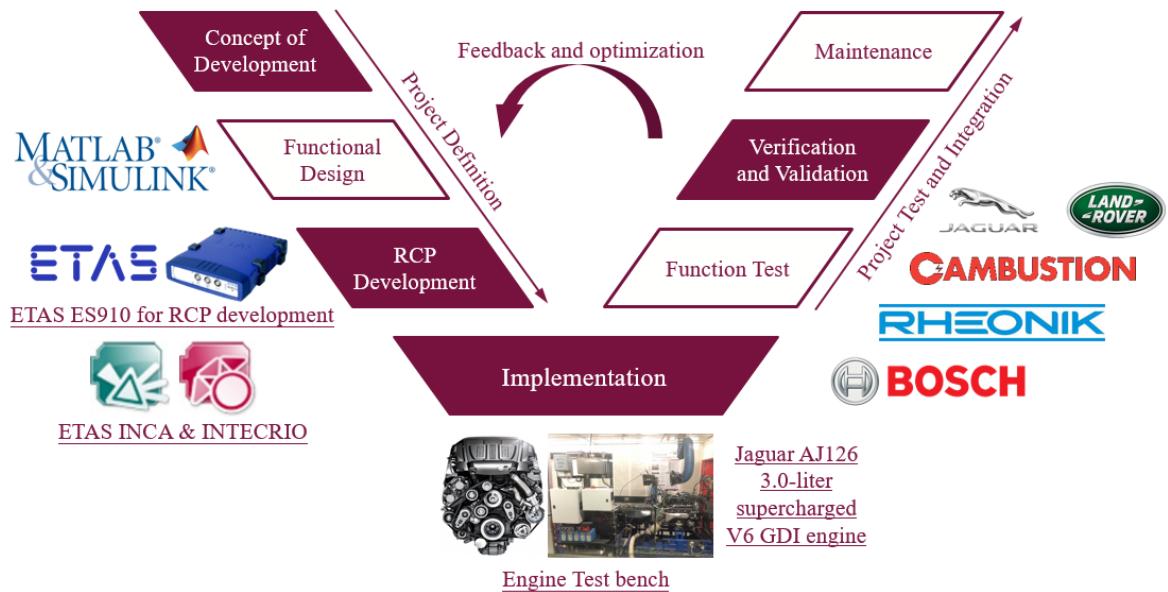 Concept of
Development
Feedback and optimization
Maintenance
Project Definition
MATLAB®
&SIMULINK®
Functional
Design
Verification
and Validation
Project Test and Integration
JAGUAR
LAND-
-ROVER
ETAS
RCP
Development
Function Test
CAMBUSTION
ETAS ES910 for RCP development
RHEONIK
Implementation
BOSCH
ETAS INCA & INTECRIO
Jaguar AJ126
3.0-liter
supercharged
V6 GDI engine
Engine Test bench